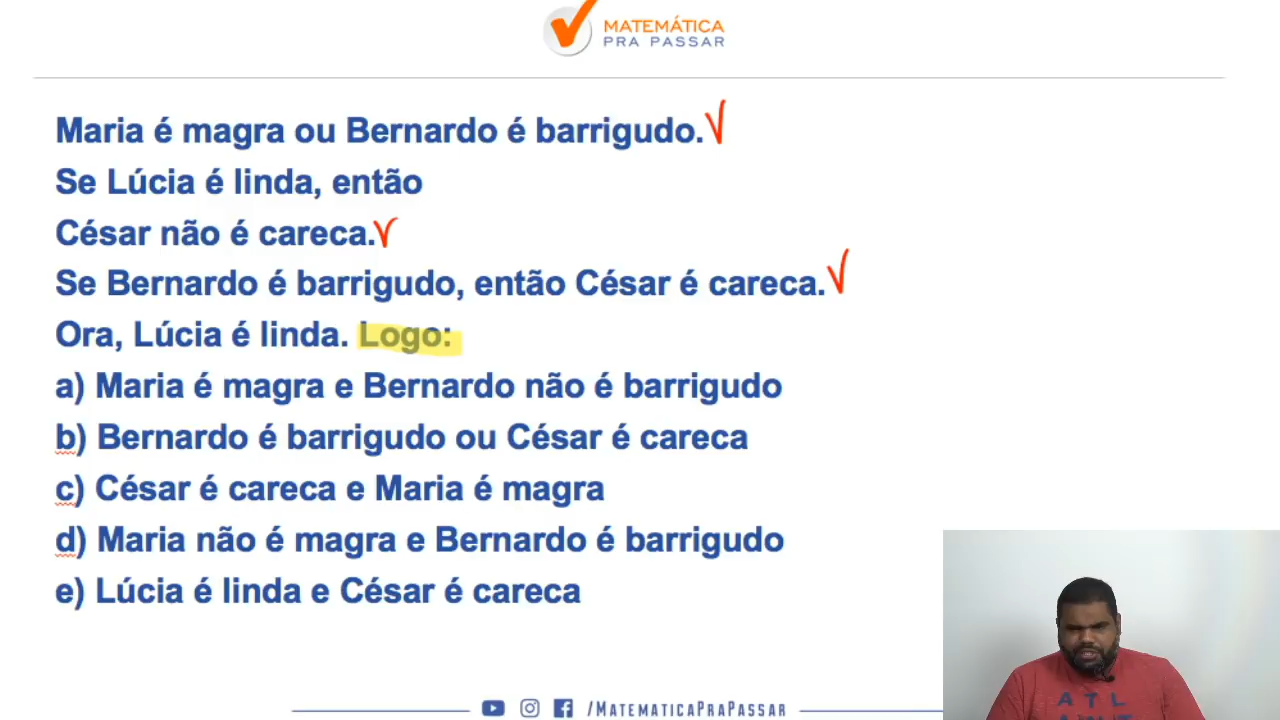 MATEMÁTICA
PRA PASSAR
Maria é magra ou Bernardo é barrigudo.
Se Lúcia é linda, então
César não é careca.
Se Bernardo é barrigudo, então César é careca.
Ora, Lúcia é linda. Logo:
a) Maria é magra e Bernardo não é barrigudo
b) Bernardo é barrigudo ou César é careca
c) César é careca e Maria é magra
d) Maria não é magra e Bernardo é barrigudo
e) Lúcia é linda e César é careca
/MATEMATICAPRAPASSAR
ATL